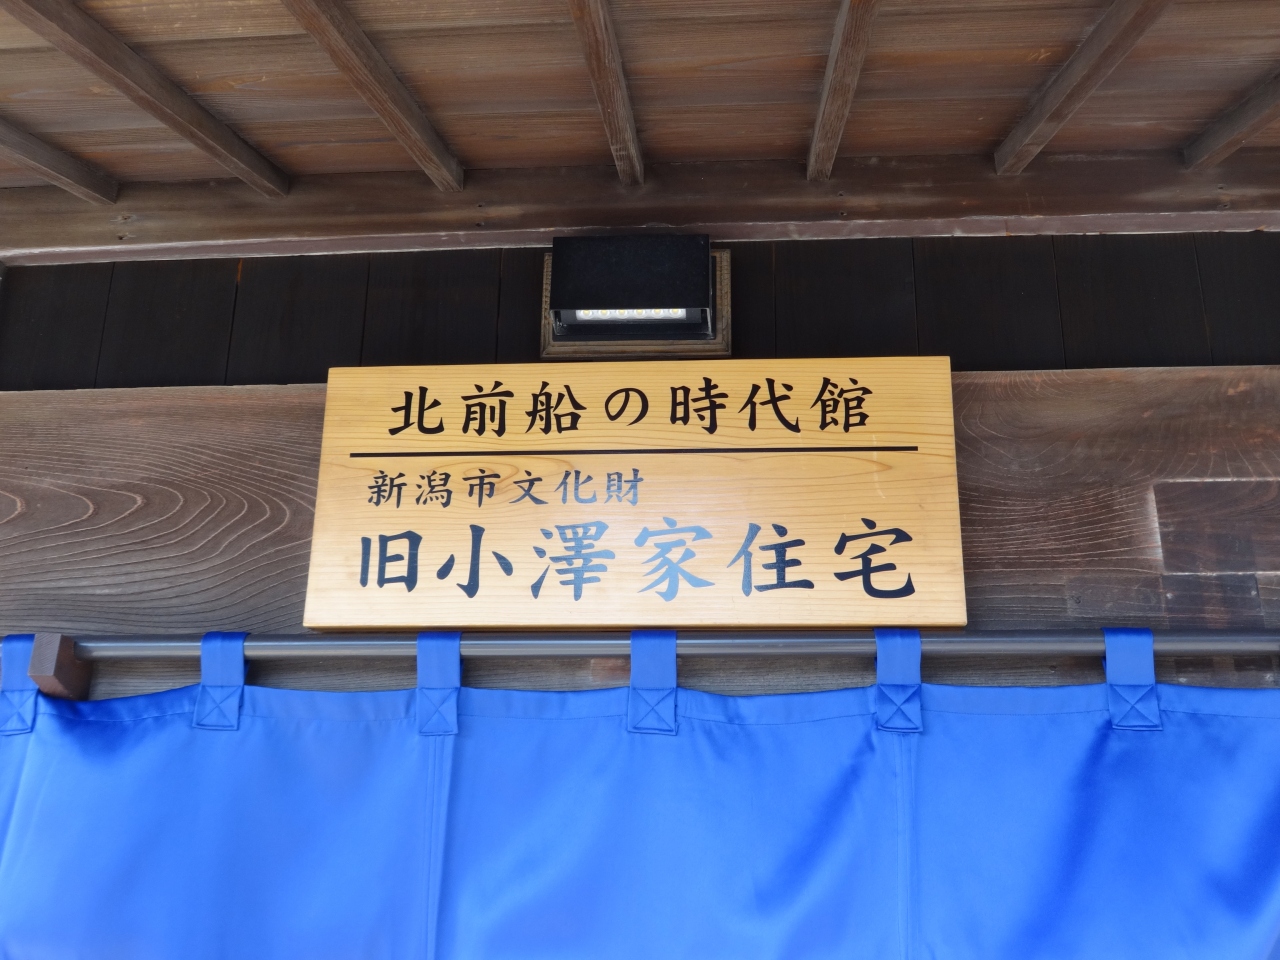 北前船の時代館
新潟市文化財
旧小澤家住宅